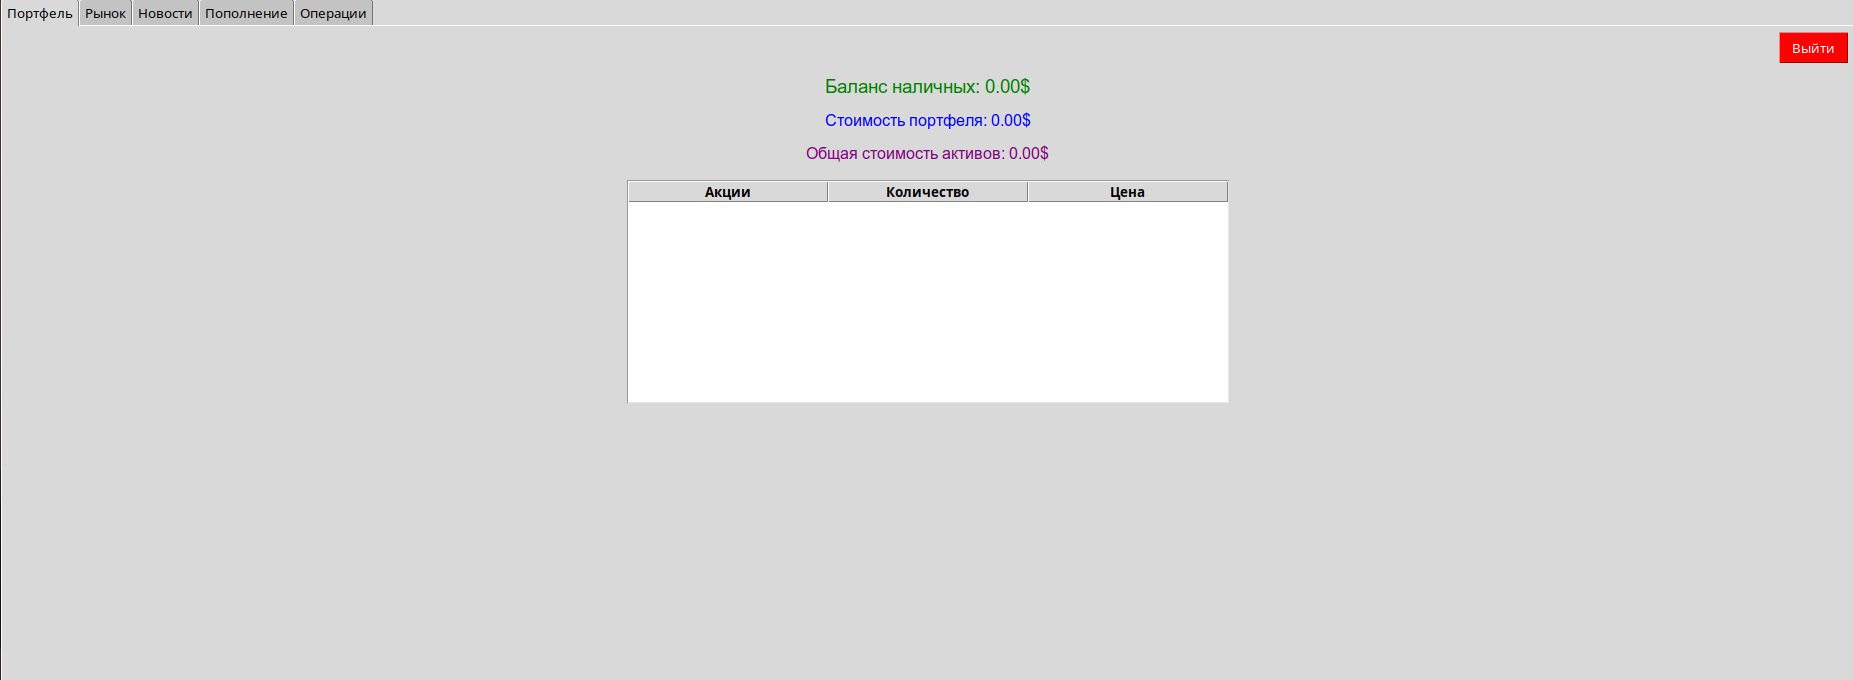 Портфель Рынок Новости Пополнение Операции
Выйти
Баланс наличных: 0.00$
Стоимость портфеля: 0.00$
Общая стоимость активов: 0.00$
Акции Количество Цена